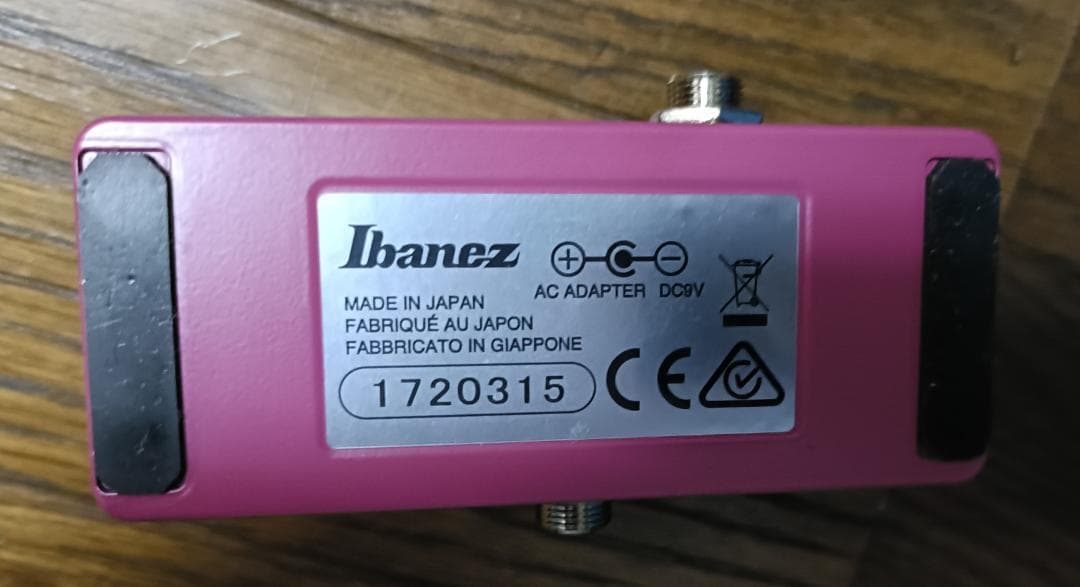 Ibanez
AC ADAPTER DC9V
MADE IN JAPAN
FABRIQUÉ AU JAPON
FABBRICATO IN GIAPPONE
1720315
CE